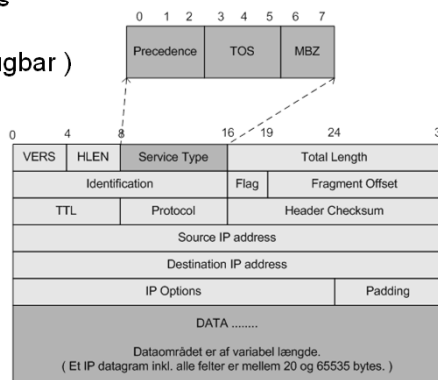 s
gbar )
0 1 2 3 4 5 6 7
Precedence TOS MBZ
0 4 8 16 19 24 3
VERS HLEN Service Type Total Length
Identification Flag Fragment Offset
TTL Protocol Header Checksum
Source IP address
Destination IP address
IP Options Padding
DATA ........
Dataområdet er af variabel længde.
( Et IP datagram inkl. alle felter er mellem 20 og 65535 bytes. )